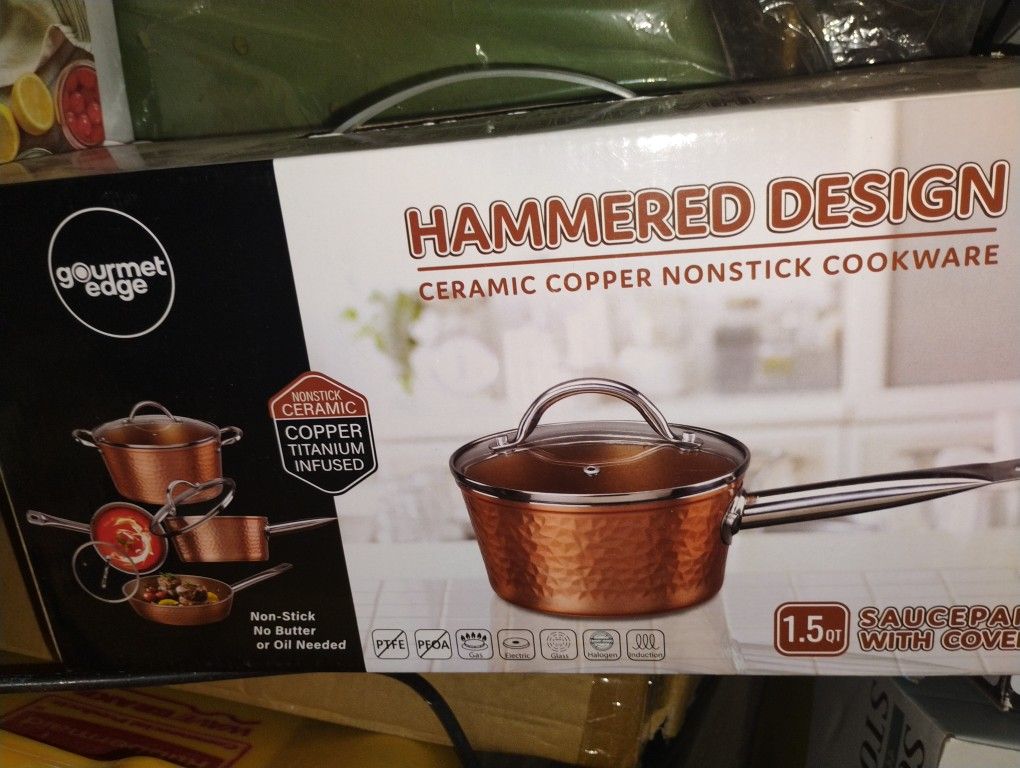 gourmet
edge
HAMMERED DESIGN
CERAMIC COPPER NONSTICK COOKWARE
NONSTICK
CERAMIC
COPPER
TITANIUM
INFUSED
Non-Stick
No Butter
or Oil Needed
PTFE
PFOA
Gas
Electric
Glass
Halogen
Induction
1.5QT
SAUCEPA
WITH COVE